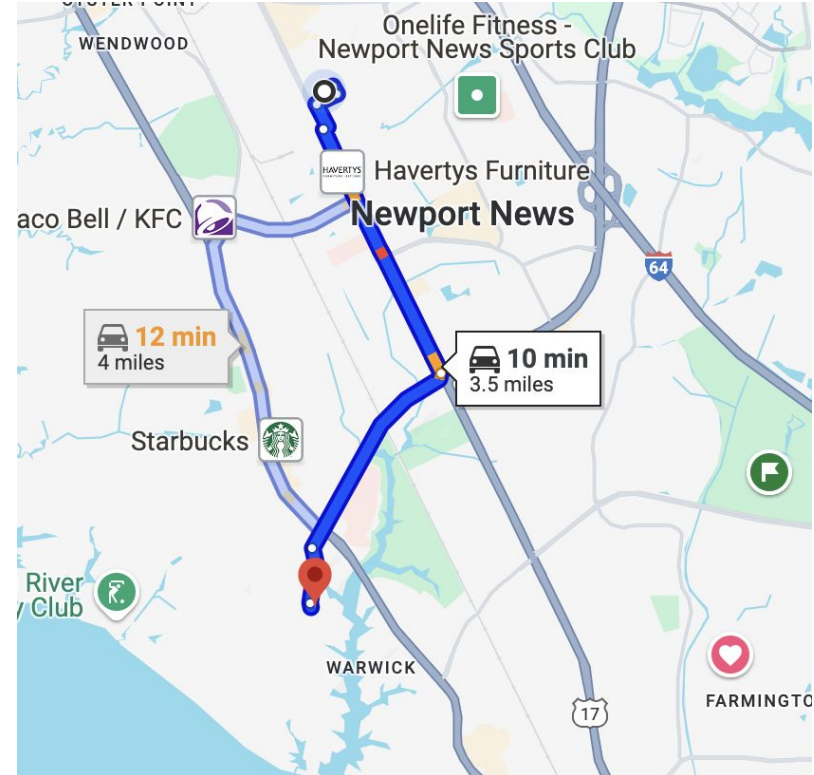 WENDWOOD
Onelife Fitness -
Newport News Sports Club
HAVERTYS
Havertys Furniture
aco Bell / KFC
Newport News
64
12 min
4 miles
10 min
3.5 miles
Starbucks
River
y Club
WARWICK
FARMINGTO
17